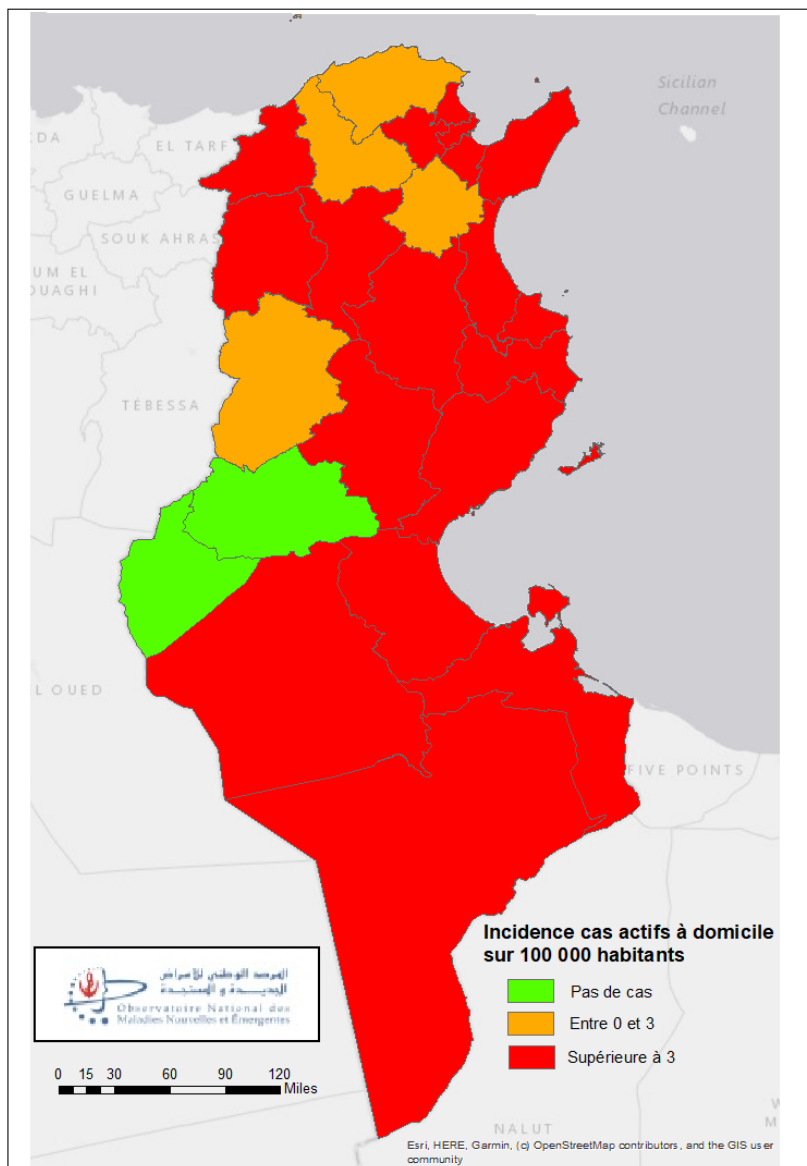 Sicilian
Channel
KDA
EL TARF
GUELMA
SOUK AHRAS
UM EL
OUAGHI
TÉBESSA
L OUED
FIVE POINTS
Incidence cas actifs à domicile
sur 100 000 habitants
Pas de cas
Entre 0 et 3
Supérieure à 3
المرصد الوطني للأمراض
الجديدة و المستجدة
Observatoire National des
Maladies Nouvelles et Émergentes
0 15 30 60 90 120
Miles
NALUT
W
M
Esri, HERE, Garmin, (c) OpenStreetMap contributors, and the GIS user
community